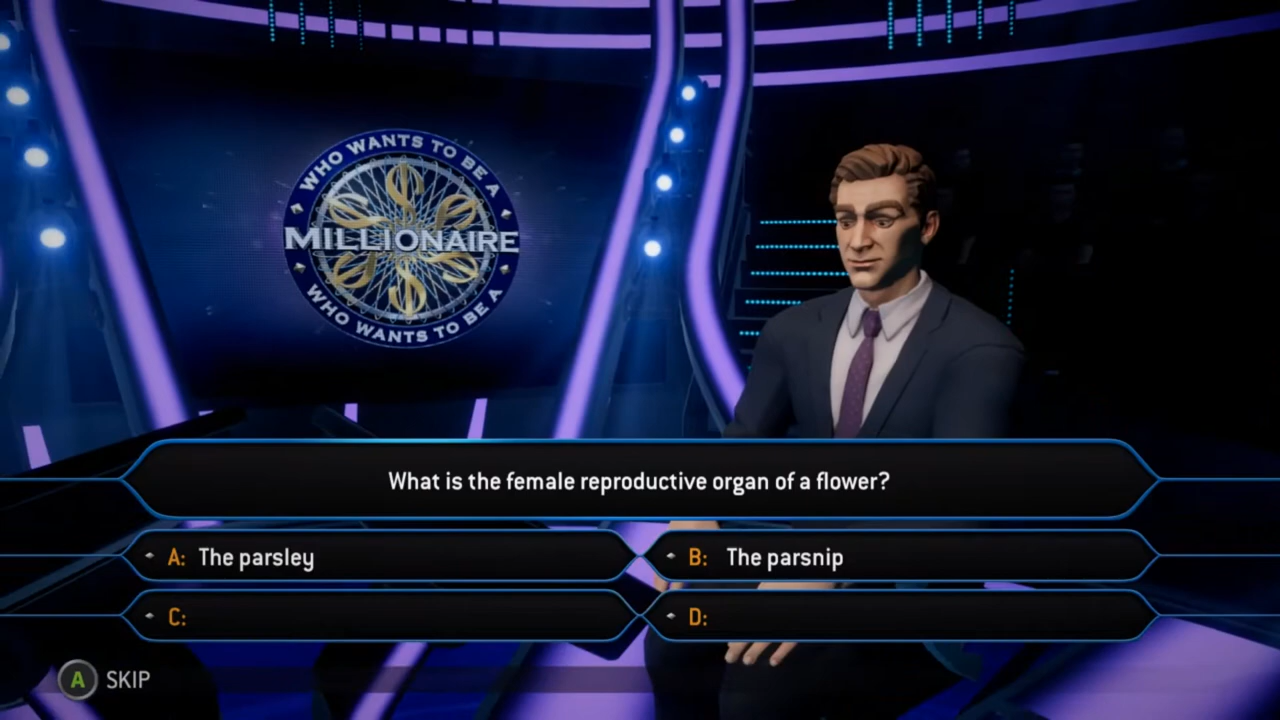 WHO WANTS TO BE A
MILLIONAIRE
WHO WANTS TO BE A
What is the female reproductive organ of a flower?
A: The parsley
B: The parsnip
C:
D:
A SKIP